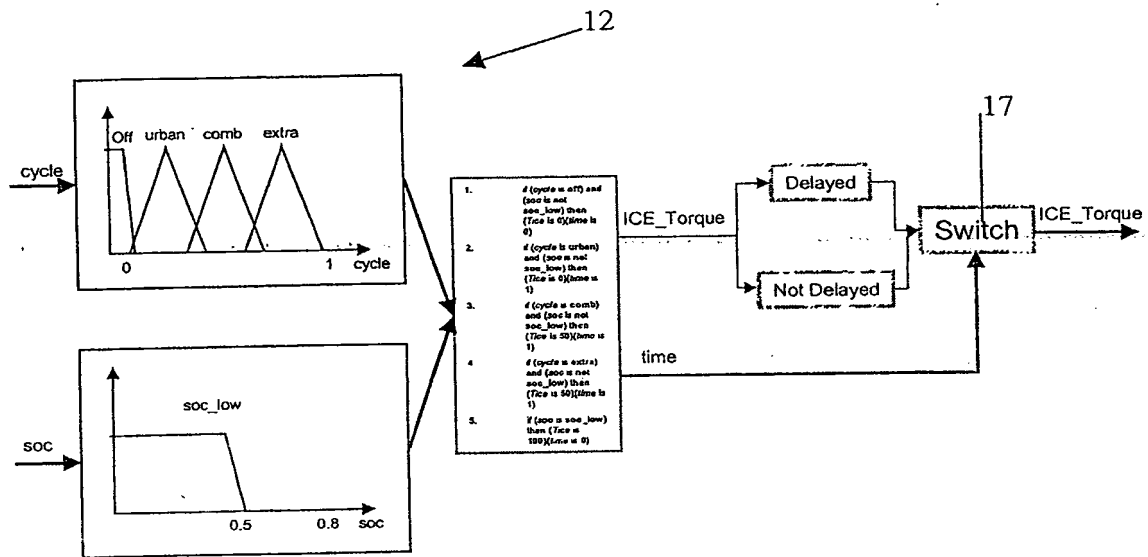 12
17
Off urban comb extra
cycle
0 1 cycle
soc_low
soc
0.5 0.8 soc
1. if (cycle is off) and
(soc is not
soc_low) then
(Tice is 0)(time is
0)
2. if (cycle is urban)
and (soc is not
soc_low) then
(Tice is 0)(time is
1)
3. if (cycle is comb)
and (soc is not
soc_low) then
(Tice is 50)(time is
1)
4 if (cycle is extra)
and (soc is not
soc_low) then
(Tice is 50)(time is
1)
5. if (soc is soc_low)
then (Tice is
100)(time is 0)
ICE_Torque
time
Delayed
Not Delayed
Switch
ICE_Torque